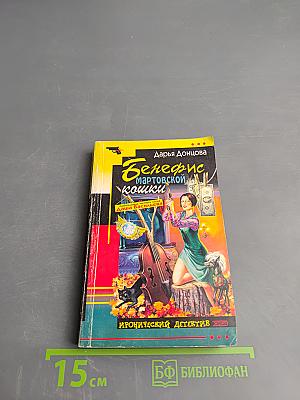 Дарья Донцова
Бенефис
мартовской
кошки
ИРОНИЧЕСКИЙ ДЕТЕКТИВ
15 см
БФ БИБЛИОФАН